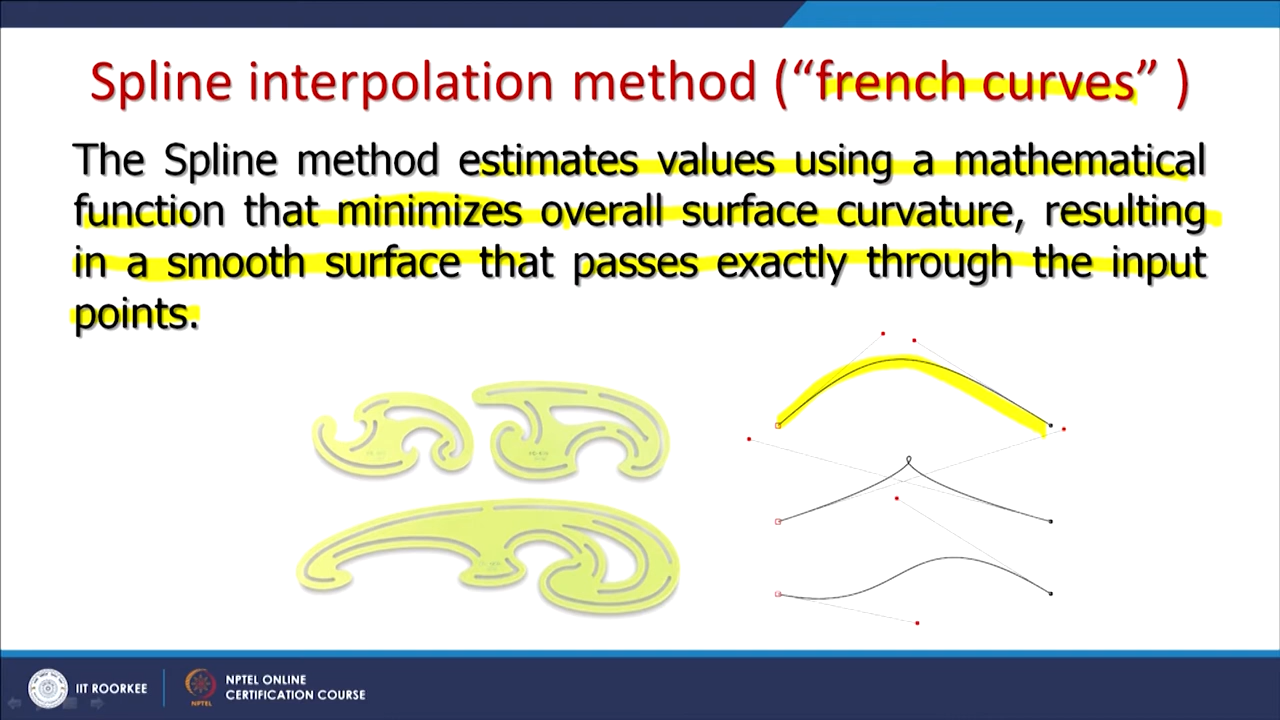 Spline interpolation method (“french curves” )
The Spline method estimates values using a mathematical
function that minimizes overall surface curvature, resulting
in a smooth surface that passes exactly through the input
points.
IIT ROORKEE
NPTEL ONLINE
CERTIFICATION COURSE
NPTEL